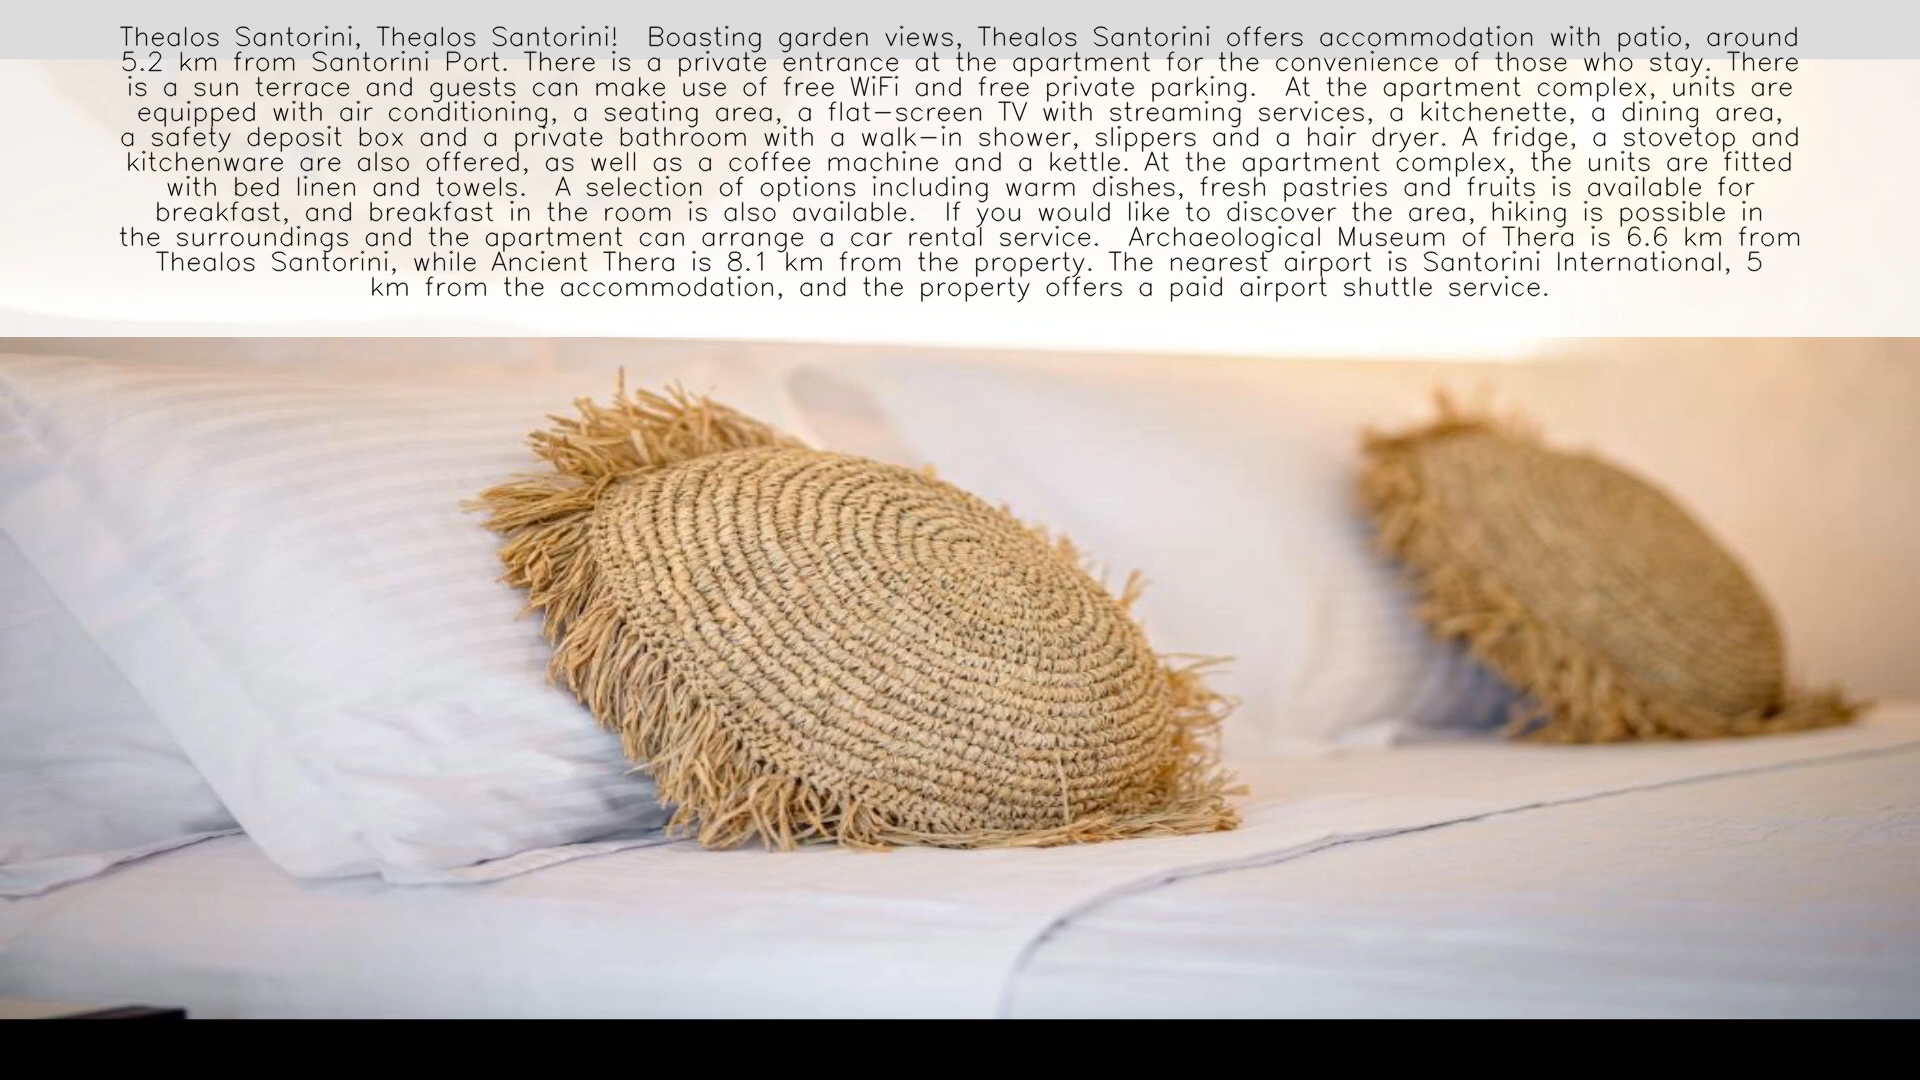 Thealos Santorini, Thealos Santorini!  Boasting garden views, Thealos Santorini offers accommodation with patio, around
5.2 km from Santorini Port. There is a private entrance at the apartment for the convenience of those who stay. There
is a sun terrace and guests can make use of free WiFi and free private parking.  At the apartment complex, units are
equipped with air conditioning, a seating area, a flat-screen TV with streaming services, a kitchenette, a dining area,
a safety deposit box and a private bathroom with a walk-in shower, slippers and a hair dryer. A fridge, a stovetop and
kitchenware are also offered, as well as a coffee machine and a kettle. At the apartment complex, the units are fitted
with bed linen and towels.  A selection of options including warm dishes, fresh pastries and fruits is available for
breakfast, and breakfast in the room is also available.  If you would like to discover the area, hiking is possible in
the surroundings and the apartment can arrange a car rental service.  Archaeological Museum of Thera is 6.6 km from
Thealos Santorini, while Ancient Thera is 8.1 km from the property. The nearest airport is Santorini International, 5
km from the accommodation, and the property offers a paid airport shuttle service.